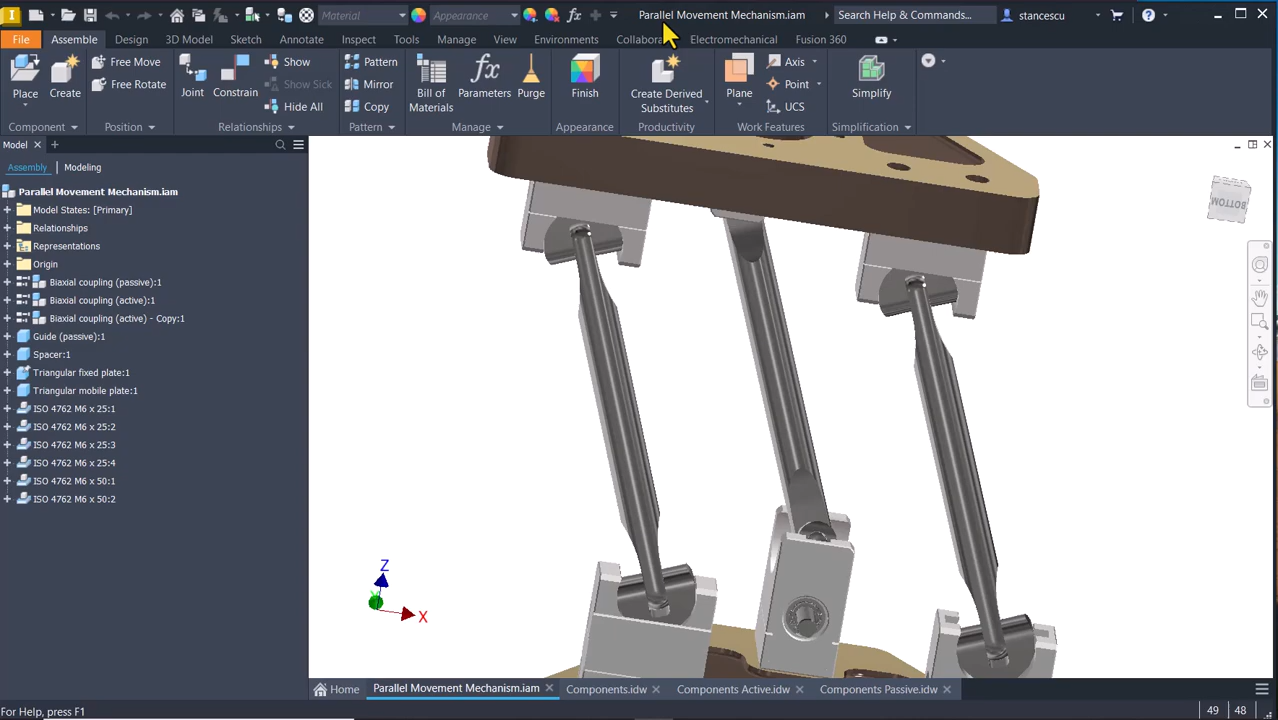 Material
Appearance
Parallel Movement Mechanism.iam
Search Help & Commands...
stancescu
File
Assemble
Design
3D Model
Sketch
Annotate
Inspect
Tools
Manage
View
Environments
Electromechanical
Fusion 360
Place
Create
Free Move
Free Rotate
Joint
Constrain
Show
Show Sick
Hide All
Pattern
Mirror
Copy
Bill of
Materials
Parameters
Purge
Finish
Create Derived
Substitutes
Plane
Axis
Point
UCS
Simplify
Component
Position
Relationships
Pattern
Manage
Appearance
Productivity
Work Features
Simplification
Model
Assembly
Modeling
Parallel Movement Mechanism.iam
Model States: [Primary]
Relationships
Representations
Origin
Biaxial coupling (passive):1
Biaxial coupling (active):1
Biaxial coupling (active) - Copy:1
Guide (passive):1
Spacer:1
Triangular fixed plate:1
Triangular mobile plate:1
ISO 4762 M6 x 25:1
ISO 4762 M6 x 25:2
ISO 4762 M6 x 25:3
ISO 4762 M6 x 25:4
ISO 4762 M6 x 50:1
ISO 4762 M6 x 50:2
BOTTOM
Z
Y
X
Home
Parallel Movement Mechanism.iam
Components.idw
Components Active.idw
Components Passive.idw
For Help, press F1
49
48